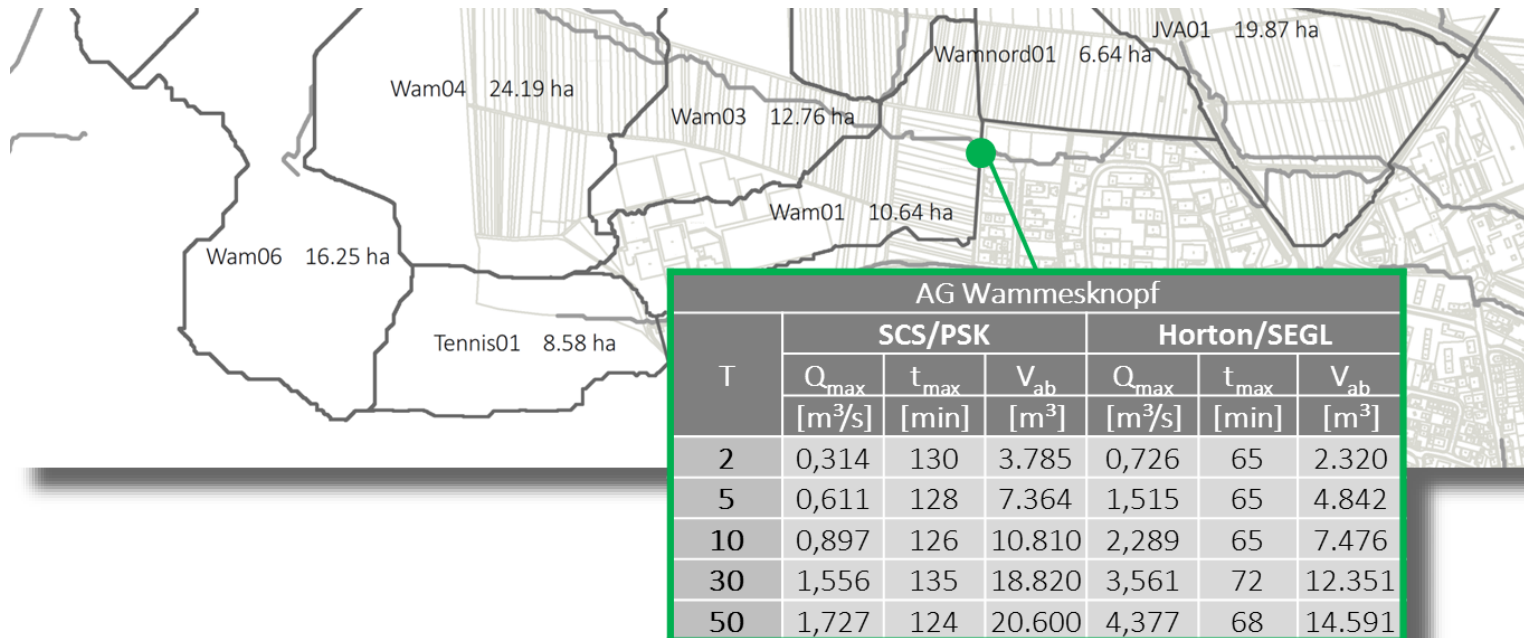 JVA01 19.87 ha
Wamnord01 6.64 ha
Wam04 24.19 ha
Wam03 12.76 ha
Wam01 10.64 ha
Wam06 16.25 ha
Tennis01 8.58 ha
AG Wammesknopf
SCS/PSK Horton/SEGL
T Qmax tmax Vab Qmax tmax Vab
[m³/s] [min] [m³] [m³/s] [min] [m³]
2 0,314 130 3.785 0,726 65 2.320
5 0,611 128 7.364 1,515 65 4.842
10 0,897 126 10.810 2,289 65 7.476
30 1,556 135 18.820 3,561 72 12.351
50 1,727 124 20.600 4,377 68 14.591